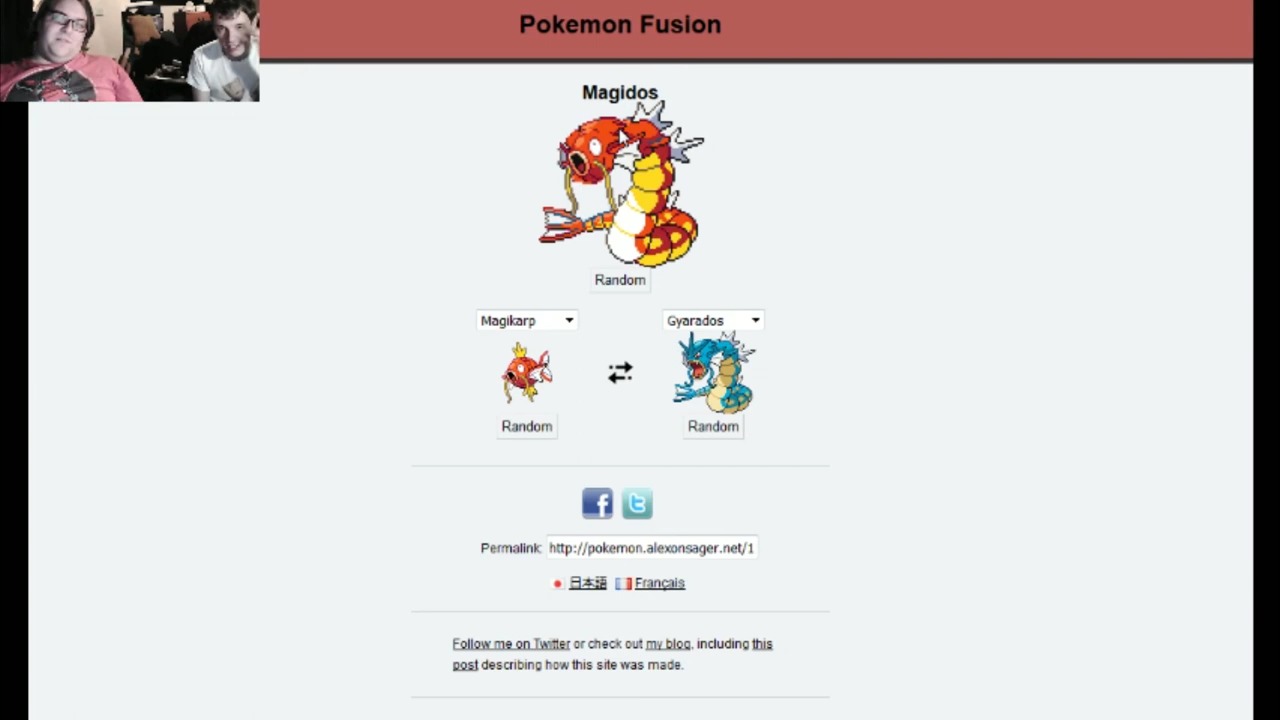 Pokemon Fusion
Magidos
Random
Magikarp Gyarados
Random Random
Permalink: http://pokemon.alexonsager.net/1
日本語 Français
Follow me on Twitter or check out my blog, including this
post describing how this site was made.